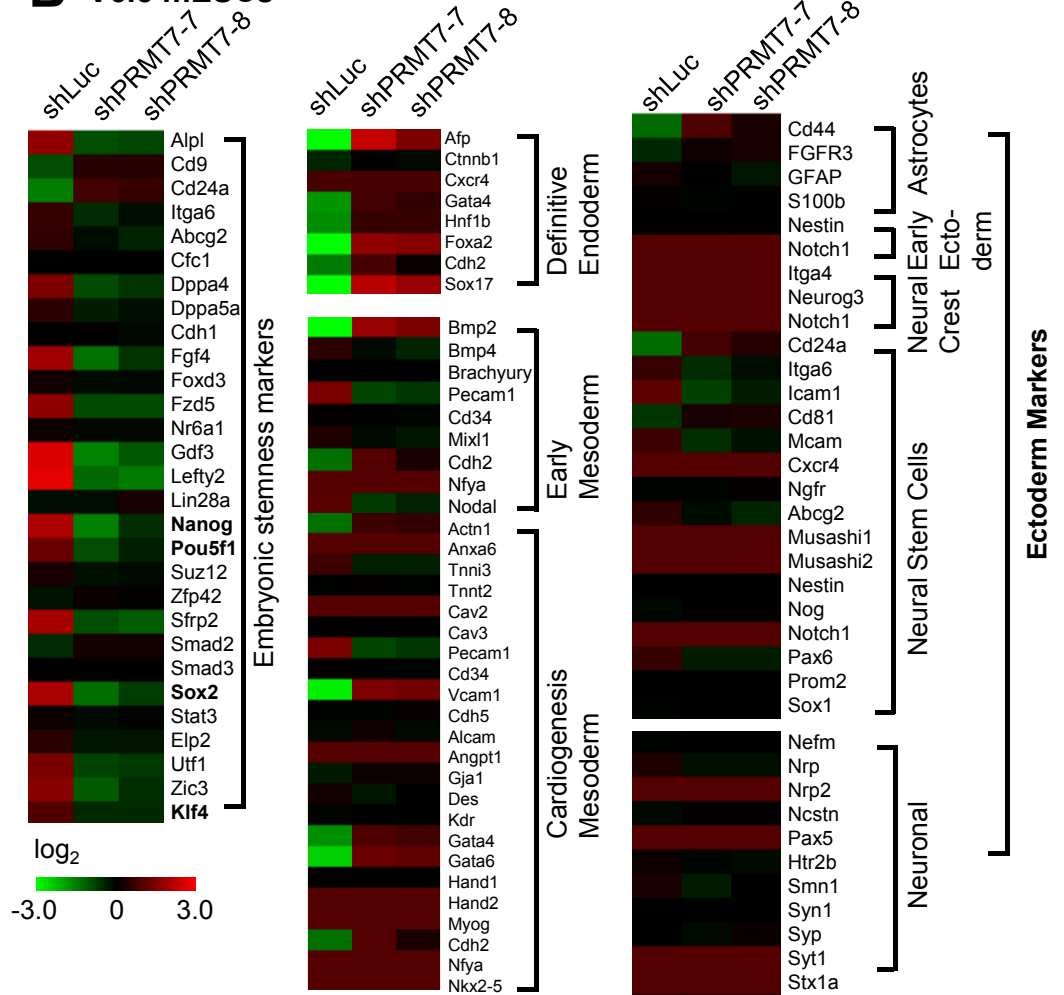 B
shLuc
shPRMT7-7
shPRMT7-8
Alpl
Cd9
Cd24a
Itga6
Abcg2
Cfc1
Dppa4
Dppa5a
Cdh1
Fgf4
Foxd3
Fzd5
Nr6a1
Gdf3
Lefty2
Lin28a
Nanog
Pou5f1
Suz12
Zfp42
Sfrp2
Smad2
Smad3
Sox2
Stat3
Elp2
Utf1
Zic3
Klf4
Embryonic stemness markers
log2
-3.0 0 3.0
shLuc
shPRMT7-7
shPRMT7-8
Afp
Ctnnb1
Cxcr4
Gata4
Hnf1b
Foxa2
Cdh2
Sox17
Definitive
Endoderm
Bmp2
Bmp4
Brachyury
Pecam1
Cd34
Mixl1
Cdh2
Nfya
Nodal
Early
Mesoderm
Actn1
Anxa6
Tnni3
Tnnt2
Cav2
Cav3
Pecam1
Cd34
Vcam1
Cdh5
Alcam
Angpt1
Gja1
Des
Kdr
Gata4
Gata6
Hand1
Hand2
Myog
Cdh2
Nfya
Nkx2-5
Cardiogenesis
Mesoderm
shLuc
shPRMT7-7
shPRMT7-8
Cd44
FGFR3
GFAP
S100b
Nestin
Notch1
Itga4
Neurog3
Notch1
Cd24a
Itga6
Icam1
Cd81
Mcam
Cxcr4
Ngfr
Abcg2
Musashi1
Musashi2
Nestin
Nog
Notch1
Pax6
Prom2
Sox1
Nefm
Nrp
Nrp2
Ncstn
Pax5
Htr2b
Smn1
Syn1
Syp
Syt1
Stx1a
Astrocytes
Early
Ecto-
derm
Neural
Crest
Neural Stem Cells
Neuronal
Ectoderm Markers